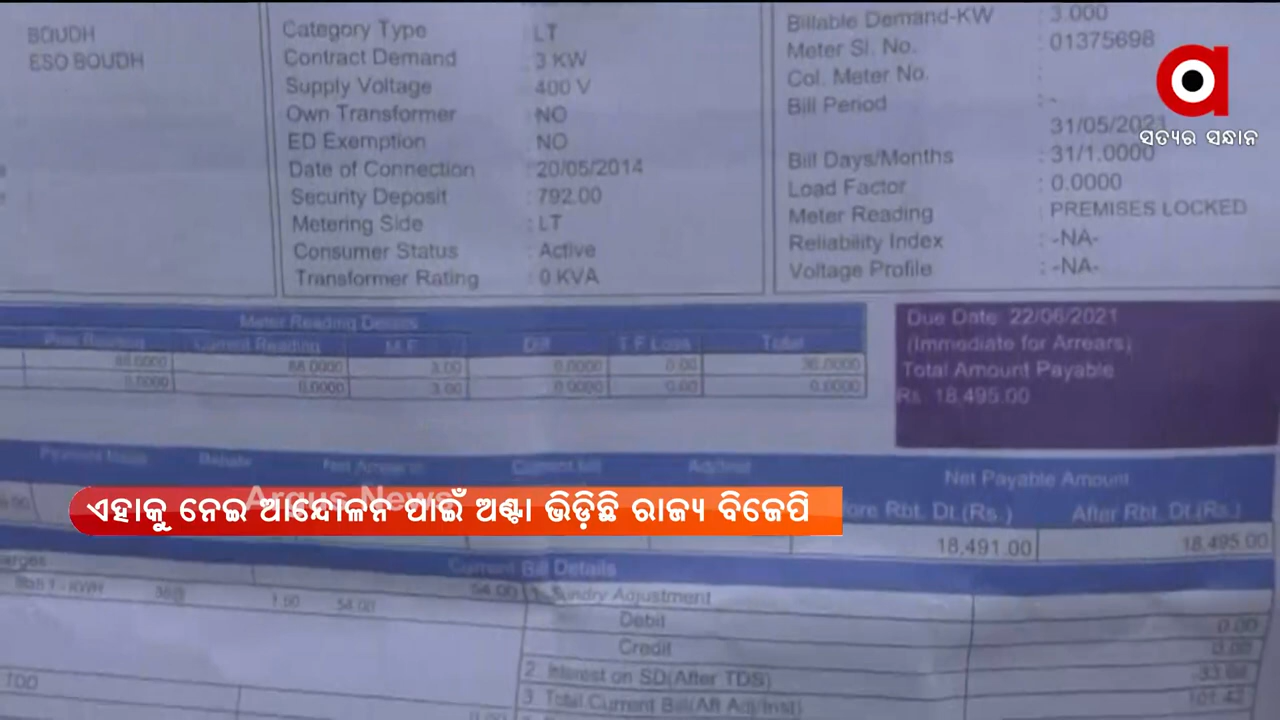 BOUDH
ESO BOUDH
Category Type : LT
Contract Demand : 3 KW
Supply Voltage : 400 V
Own Transformer : NO
ED Exemption : NO
Date of Connection : 20/05/2014
Security Deposit : 792.00
Metering Side : LT
Consumer Status : Active
Transformer Rating : 0 KVA
Billable Demand-KW : 3.000
Meter Sl. No. : 01375698
Col. Meter No. :
Bill Period : -
31/05/2021
Bill Days/Months : 31/1.0000
Load Factor : 0.0000
Meter Reading : PREMISES LOCKED
Reliability Index : -NA-
Voltage Profile : -NA-
ସତ୍ୟର ସନ୍ଧାନ
Meter Reading Details
Current Reading M.F. Diff T.F.Loss Total
88.0000 88.0000 3.00 0.0000 0.00 36.0000
0.0000 0.0000 3.00 0.0000 0.00 0.0000
Due Date 22/06/2021
(Immediate for Arrears)
Total Amount Payable
Rs. 18,495.00
Rebate
Net Payable Amount
Rbt. Dt.(Rs.) After Rbt. Dt.(Rs.)
18,491.00 18,495.00
Argus News
ଏହାକୁ ନେଇ ଆନ୍ଦୋଳନ ପାଇଁ ଅଣ୍ଟା ଭିଡ଼ିଛି ରାଜ୍ୟ ବିଜେପି
Current Bill Details
54.00
1.50 54.00
1. Sundry Adjustment
Debit 0.00
Credit 0.00
2. Interest on SD(After TDS)
3. Total Current Bill(Aft Adj/Inst)
TOD